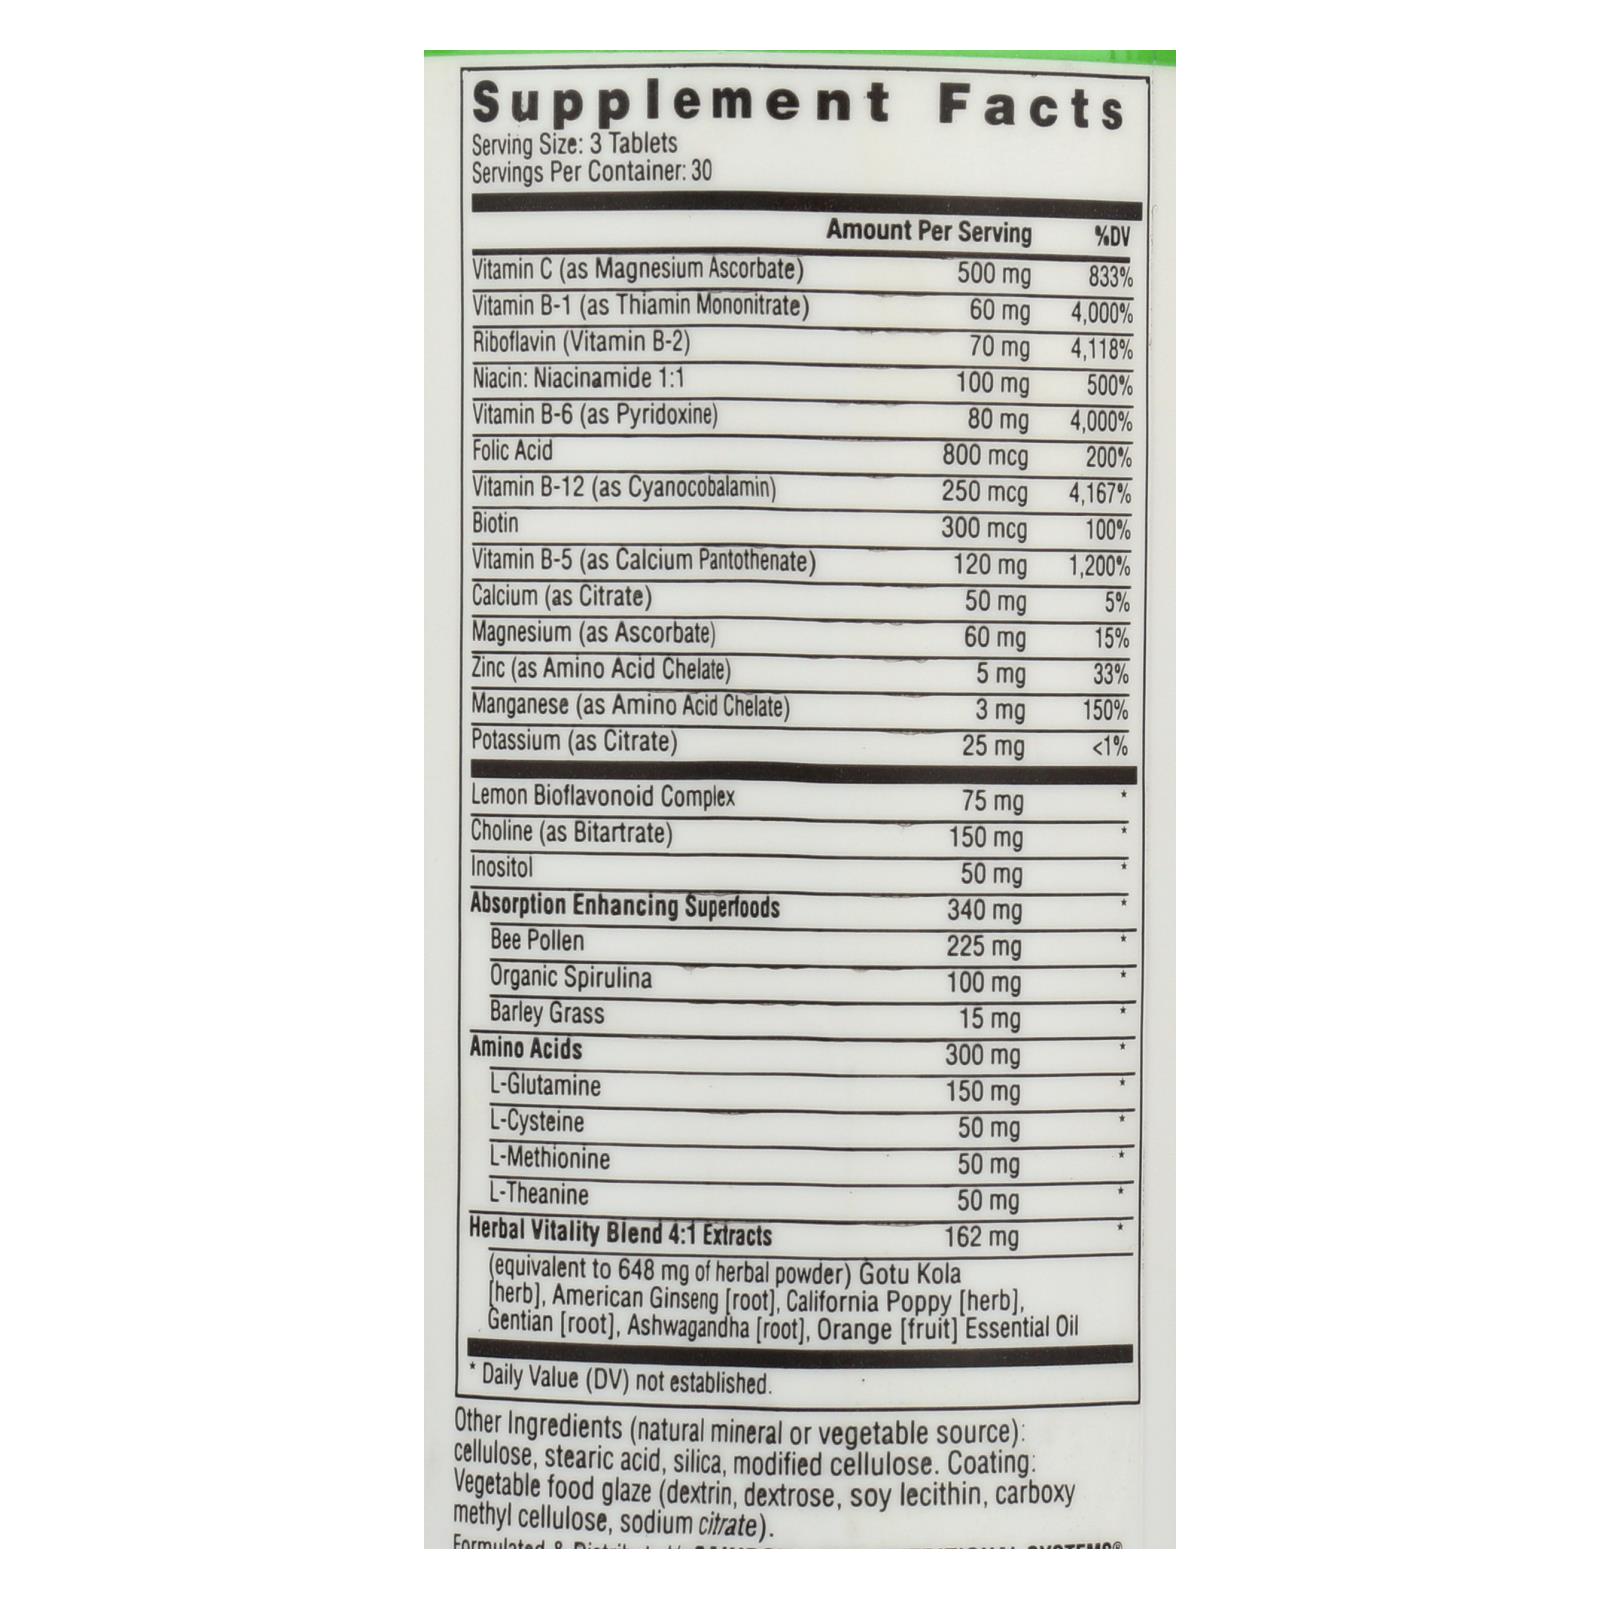 Supplement Facts
Serving Size: 3 Tablets
Servings Per Container: 30
Amount Per Serving %DV
Vitamin C (as Magnesium Ascorbate) 500 mg 833%
Vitamin B-1 (as Thiamin Mononitrate) 60 mg 4,000%
Riboflavin (Vitamin B-2) 70 mg 4,118%
Niacin: Niacinamide 1:1 100 mg 500%
Vitamin B-6 (as Pyridoxine) 80 mg 4,000%
Folic Acid 800 mcg 200%
Vitamin B-12 (as Cyanocobalamin) 250 mcg 4,167%
Biotin 300 mcg 100%
Vitamin B-5 (as Calcium Pantothenate) 120 mg 1,200%
Calcium (as Citrate) 50 mg 5%
Magnesium (as Ascorbate) 60 mg 15%
Zinc (as Amino Acid Chelate) 5 mg 33%
Manganese (as Amino Acid Chelate) 3 mg 150%
Potassium (as Citrate) 25 mg <1%
Lemon Bioflavonoid Complex 75 mg *
Choline (as Bitartrate) 150 mg *
Inositol 50 mg *
Absorption Enhancing Superfoods 340 mg *
Bee Pollen 225 mg *
Organic Spirulina 100 mg *
Barley Grass 15 mg *
Amino Acids 300 mg *
L-Glutamine 150 mg *
L-Cysteine 50 mg *
L-Methionine 50 mg *
L-Theanine 50 mg *
Herbal Vitality Blend 4:1 Extracts 162 mg *
(equivalent to 648 mg of herbal powder) Gotu Kola
[herb], American Ginseng [root], California Poppy [herb],
Gentian [root], Ashwagandha [root], Orange [fruit] Essential Oil
* Daily Value (DV) not established.
Other Ingredients (natural mineral or vegetable source):
cellulose, stearic acid, silica, modified cellulose. Coating:
Vegetable food glaze (dextrin, dextrose, soy lecithin, carboxy
methyl cellulose, sodium citrate).
Formulated &